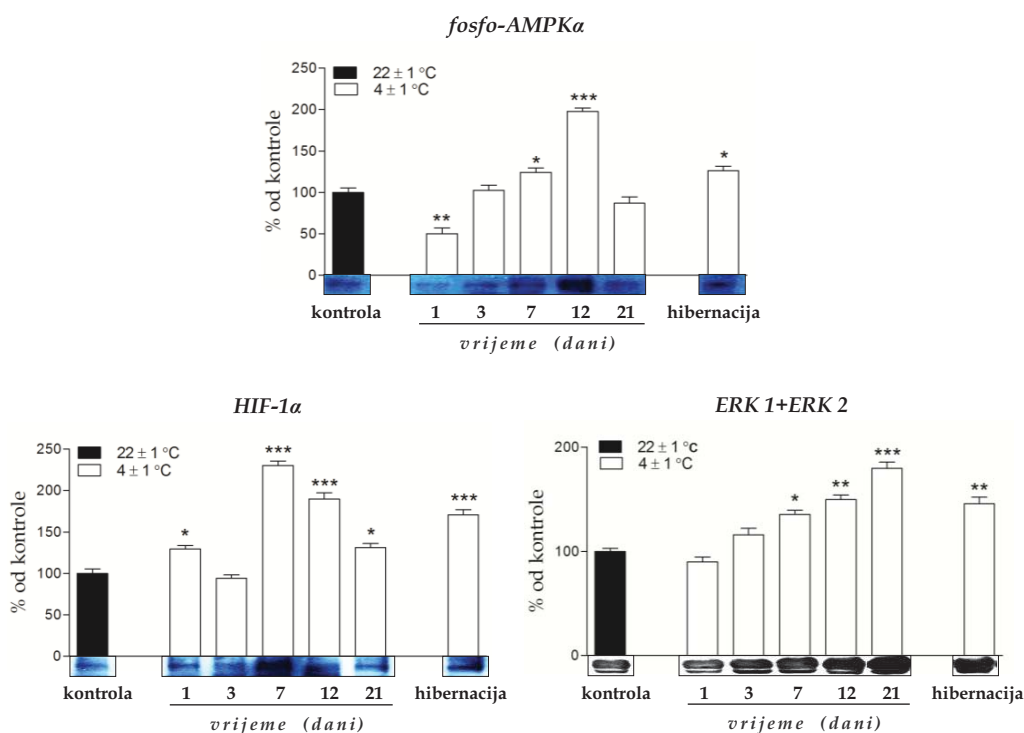 fosfo-AMPKα
% od kontrole
250
200
150
100
50
0
22 ± 1 °C
4 ± 1 °C
**
*
***
*
kontrola
1 3 7 12 21
hibernacija
vrijeme (dani)
HIF-1α
% od kontrole
250
200
150
100
50
0
22 ± 1 °C
4 ± 1 °C
*
***
***
*
***
kontrola
1 3 7 12 21
hibernacija
vrijeme (dani)
ERK 1+ERK 2
% od kontrole
200
100
0
22 ± 1 °c
4 ± 1 °C
*
**
***
**
kontrola
1 3 7 12 21
hibernacija
vrijeme (dani)